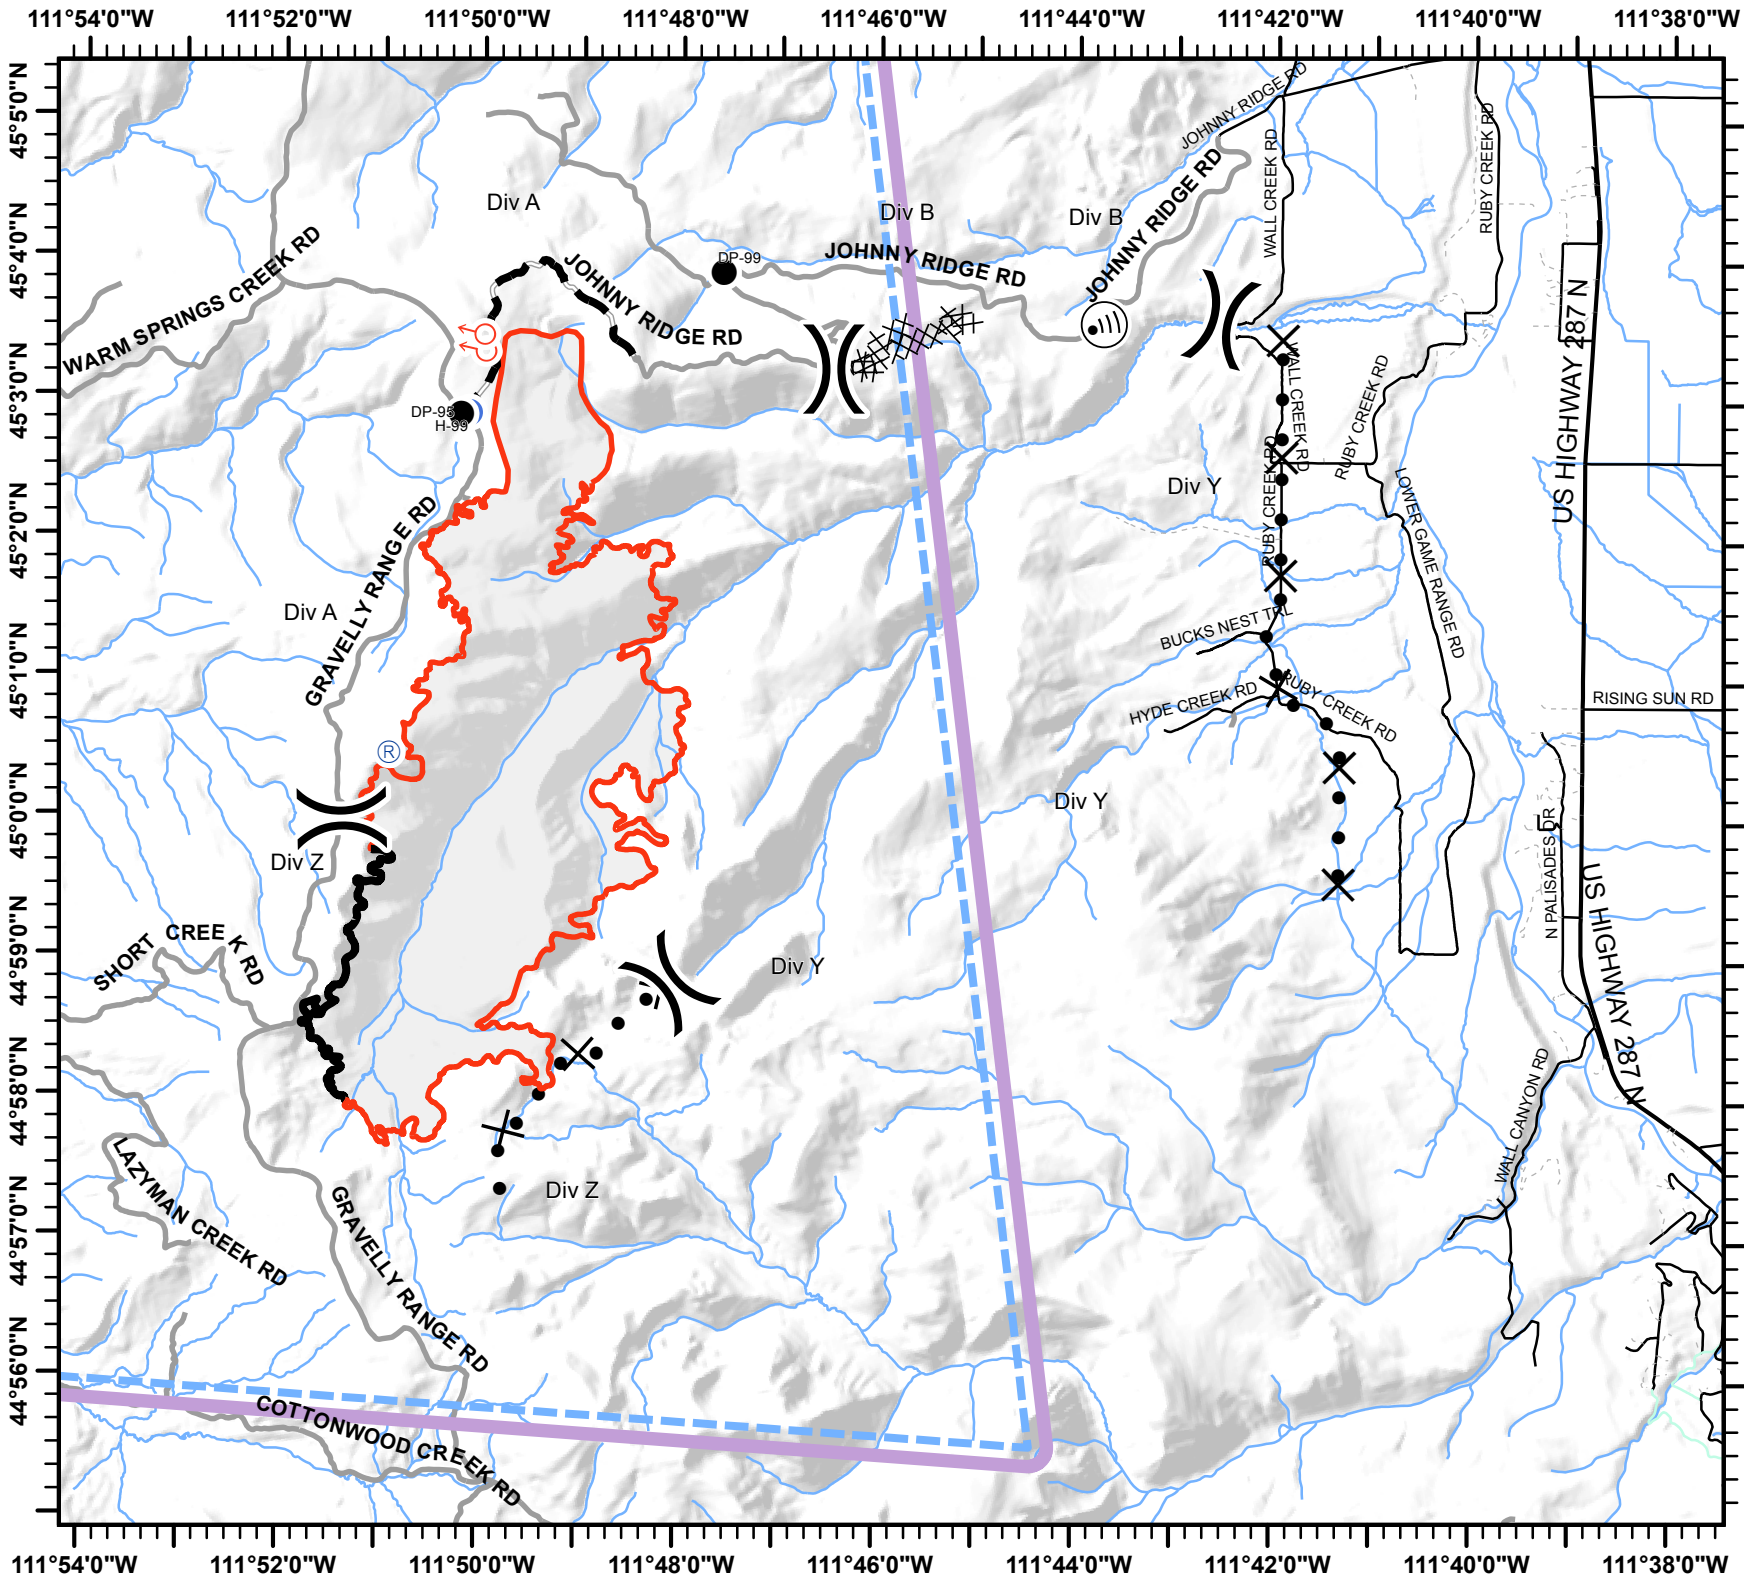 111°54'0"W 111°52'0"W 111°50'0"W 111°48'0"W 111°46'0"W 111°44'0"W 111°42'0"W 111°40'0"W 111°38'0"W
45°5'0"N
45°4'0"N
45°3'0"N
45°2'0"N
45°1'0"N
45°0'0"N
44°59'0"N
44°58'0"N
44°57'0"N
44°56'0"N
JOHNNY RIDGE RD
WALL CREEK RD
RUBY CREEK RD
JOHNNY RIDGE RD
Div A
Div B
Div B
WARM SPRINGS CREEK RD
JOHNNY RIDGE RD
DP-99
JOHNNY RIDGE RD
US HIGHWAY 287 N
DP-95
H-99
WALL CREEK RD
RUBY CREEK RD
RUBY CREEK RD
Div Y
LOWER GAME RANGE RD
GRAVELLY RANGE RD
Div A
BUCKS NEST TRL
HYDE CREEK RD
RUBY CREEK RD
RISING SUN RD
R
Div Y
N PALISADES DR
Div Z
US HIGHWAY 287 N
SHORT CREEK RD
Div Y
WALL CANYON RD
LAZYMAN CREEK RD
Div Z
GRAVELLY RANGE RD
COTTONWOOD CREEK RD
111°54'0"W 111°52'0"W 111°50'0"W 111°48'0"W 111°46'0"W 111°44'0"W 111°42'0"W 111°40'0"W 111°38'0"W